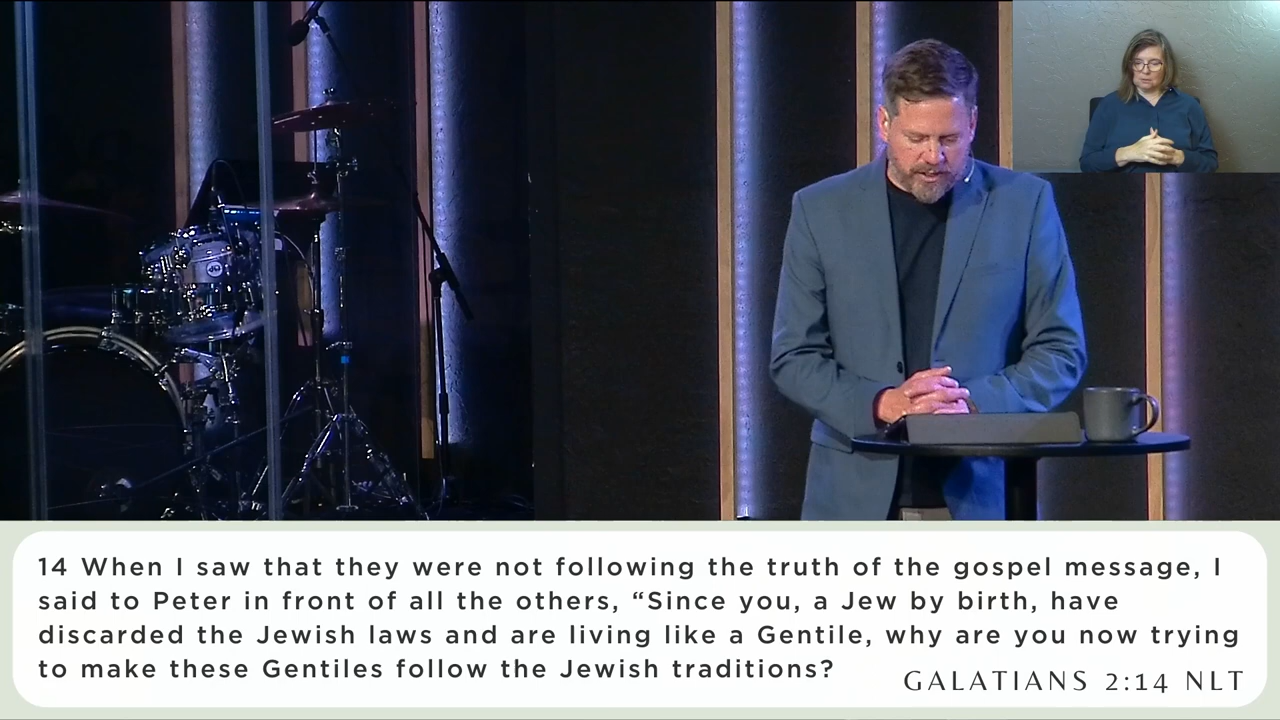 14 When I saw that they were not following the truth of the gospel message, I
said to Peter in front of all the others, “Since you, a Jew by birth, have
discarded the Jewish laws and are living like a Gentile, why are you now trying
to make these Gentiles follow the Jewish traditions?
GALATIANS 2:14 NLT